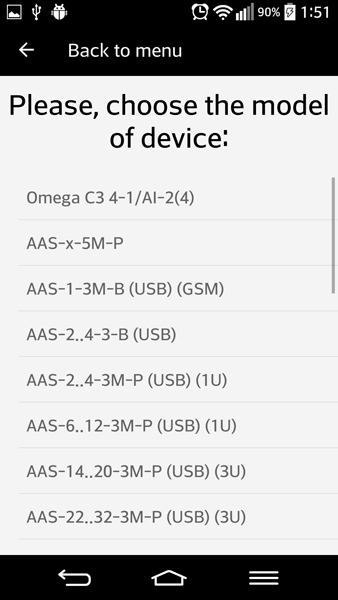 90% 1:51
Back to menu
Please, choose the model
of device:
Omega C3 4-1/AI-2(4)
AAS-x-5M-P
AAS-1-3M-B (USB) (GSM)
AAS-2..4-3-B (USB)
AAS-2..4-3M-P (USB) (1U)
AAS-6..12-3M-P (USB) (1U)
AAS-14..20-3M-P (USB) (3U)
AAS-22..32-3M-P (USB) (3U)